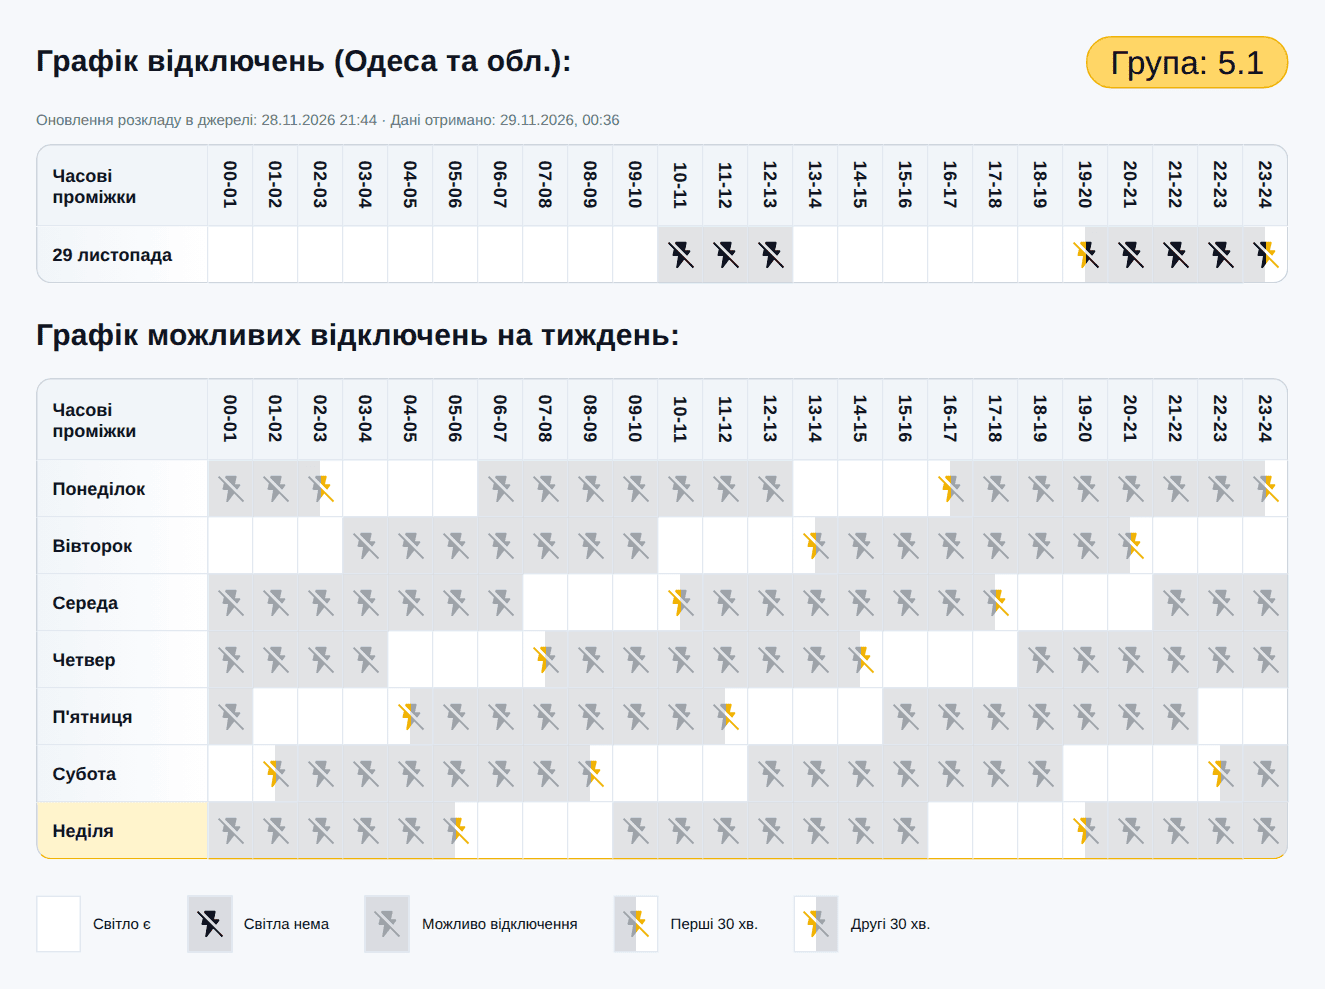 Графік відключень (Одеса та обл.):
Група: 5.1
Оновлення розкладу в джерелі: 28.11.2026 21:44 · Дані отримано: 29.11.2026, 00:36
Часові проміжки 00-01 01-02 02-03 03-04 04-05 05-06 06-07 07-08 08-09 09-10 10-11 11-12 12-13 13-14 14-15 15-16 16-17 17-18 18-19 19-20 20-21 21-22 22-23 23-24
29 листопада
Графік можливих відключень на тиждень:
Часові проміжки 00-01 01-02 02-03 03-04 04-05 05-06 06-07 07-08 08-09 09-10 10-11 11-12 12-13 13-14 14-15 15-16 16-17 17-18 18-19 19-20 20-21 21-22 22-23 23-24
Понеділок
Вівторок
Середа
Четвер
П'ятниця
Субота
Неділя
Світло є Світла нема Можливо відключення Перші 30 хв. Другі 30 хв.